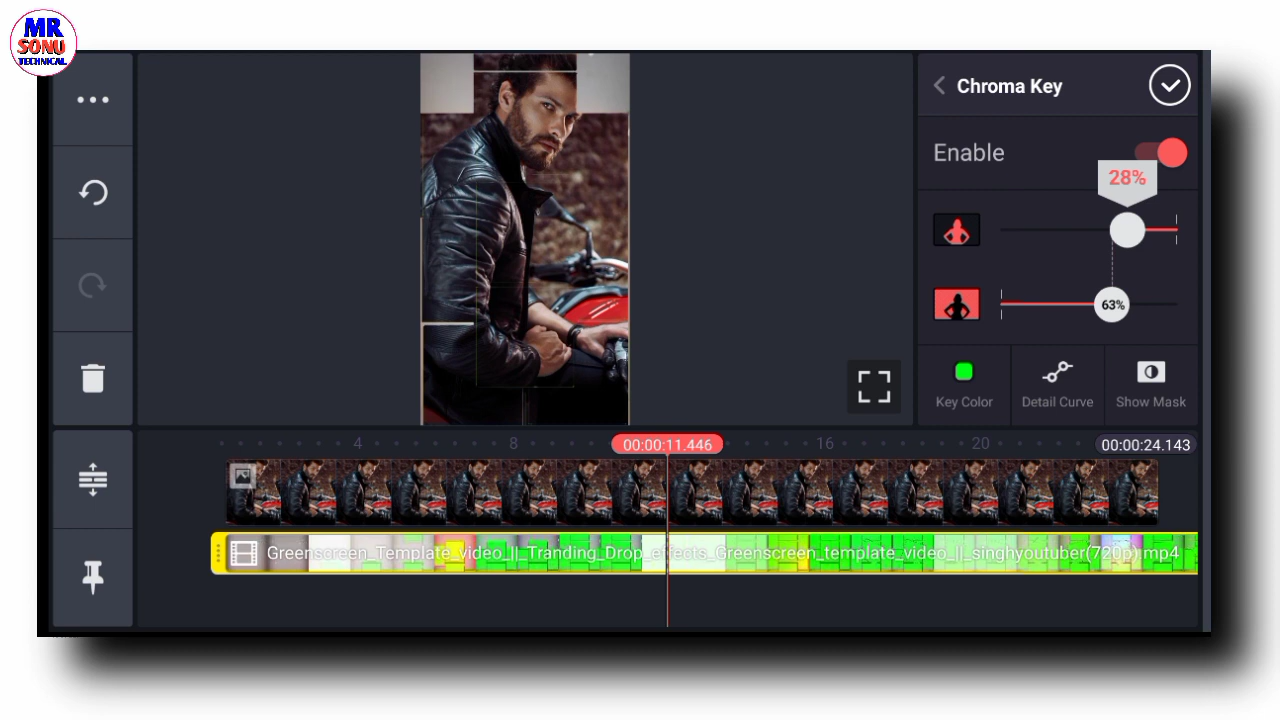 MR
SONU
TECHNICAL
Chroma Key
Enable
28%
63%
Key Color
Detail Curve
Show Mask
4
8
00:00:11.446
16
20
00:00:24.143
Greenscreen_Template_video_||_Tranding_Drop_effects_Greenscreen_template_video_||_singhyoutuber(720p).mp4